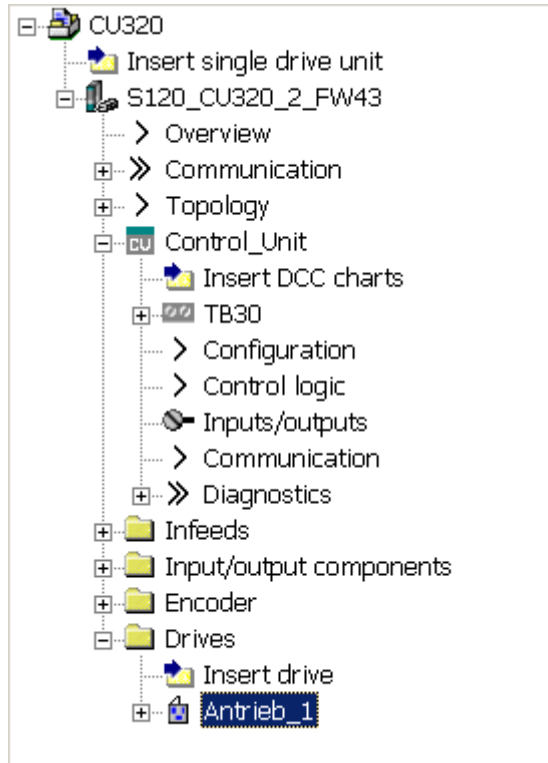 CU320
Insert single drive unit
S120_CU320_2_FW43
Overview
Communication
Topology
CU Control_Unit
Insert DCC charts
TB30
Configuration
Control logic
Inputs/outputs
Communication
Diagnostics
Infeeds
Input/output components
Encoder
Drives
Insert drive
Antrieb_1